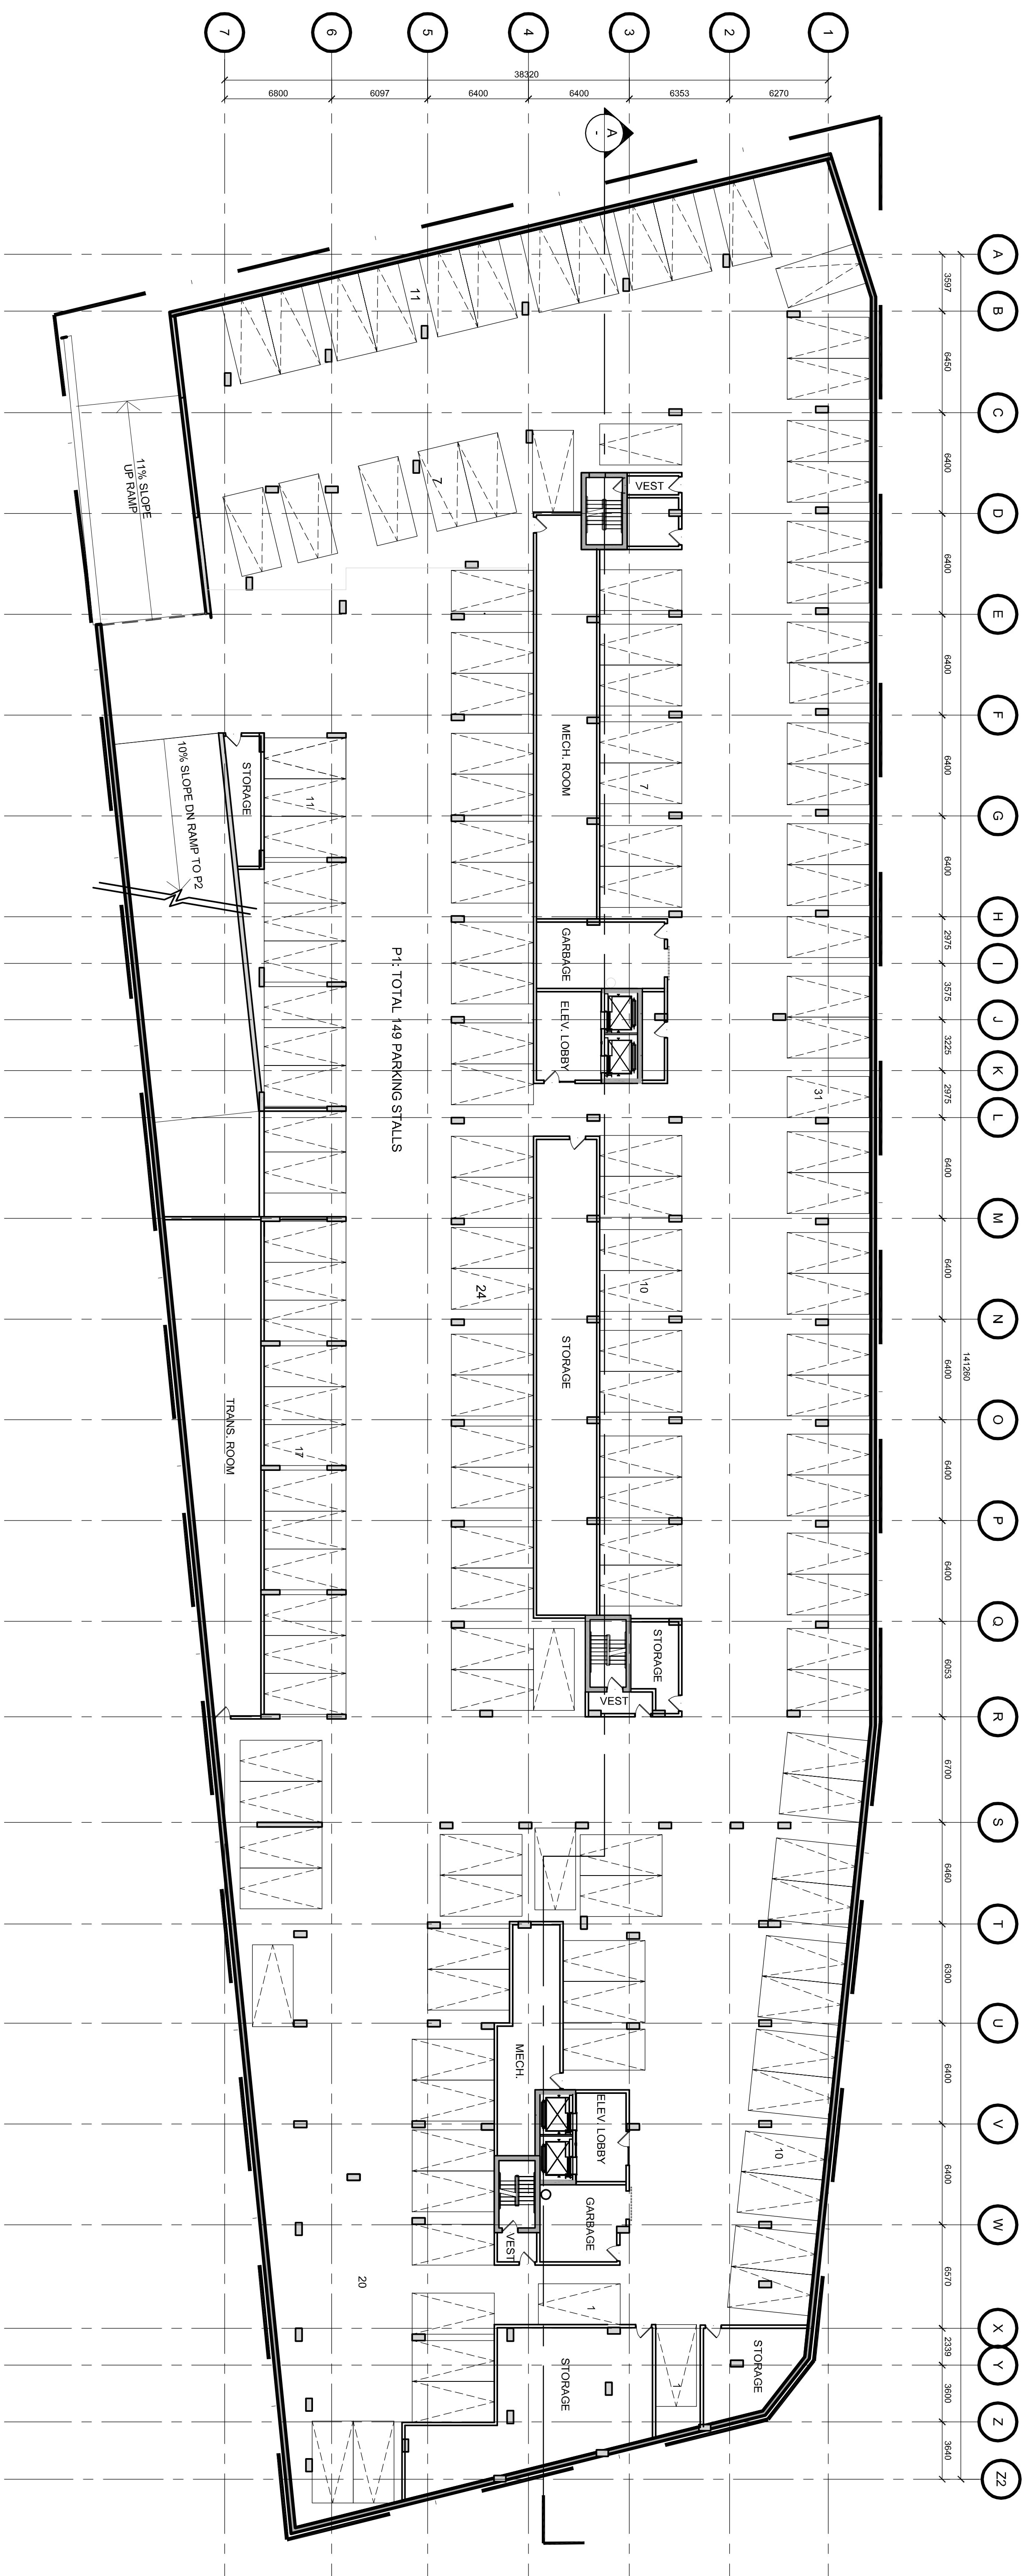 7
6
5
4
3
2
1
38320
6800
6097
6400
6400
6353
6270
A
-
A
3597
B
6450
C
6400
D
6400
E
6400
F
6400
G
6400
H
2975
I
3575
J
3225
K
2975
L
6400
M
6400
N
6400
O
6400
P
6400
Q
6053
R
6700
S
6460
T
6300
U
6400
V
6400
W
6570
X
2339
Y
3600
Z
3640
Z2
141260
11
7
11% SLOPE
UP RAMP
VEST
MECH. ROOM
7
STORAGE
11
10% SLOPE DN RAMP TO P2
GARBAGE
ELEV. LOBBY
P1: TOTAL 149 PARKING STALLS
31
24
10
STORAGE
TRANS. ROOM
17
STORAGE
VEST
MECH.
ELEV. LOBBY
10
GARBAGE
VEST
20
1
STORAGE
1
STORAGE